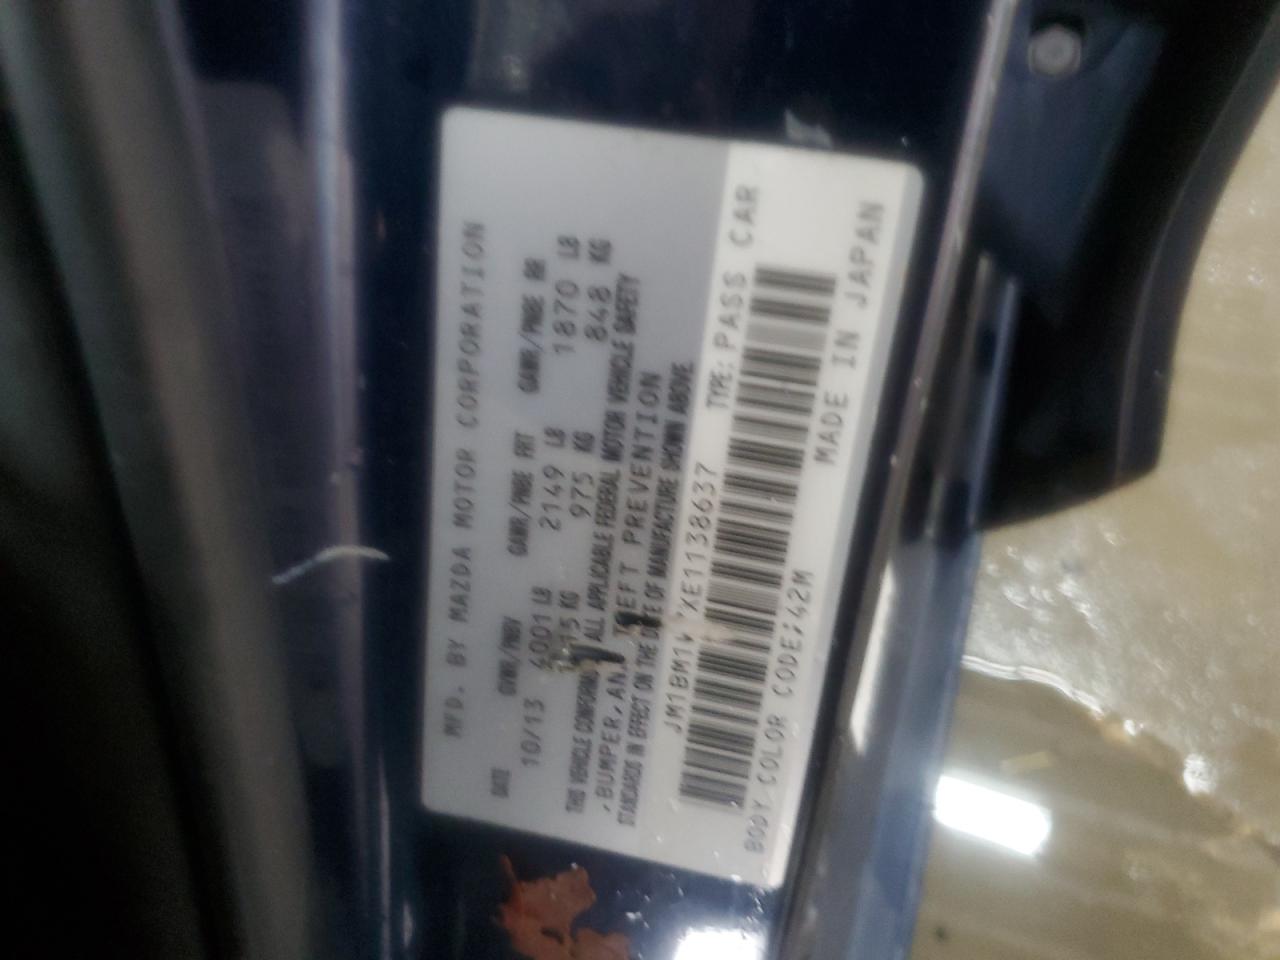 MFD. BY MAZDA MOTOR CORPORATION
DATE GVWR/PNBV GAWR/PNBE FRT GAWR/PNBE RR
10/13 4001 LB 2149 LB 1870 LB
KG 975 KG 848 KG
THIS VEHICLE CONFORMS ALL APPLICABLE FEDERAL MOTOR VEHICLE SAFETY
,BUMPER,AND THEFT PREVENTION
STANDARDS IN EFFECT ON THE DATE OF MANUFACTURE SHOWN ABOVE
TYPE: PASS CAR
BODY COLOR CODE;42M MADE IN JAPAN